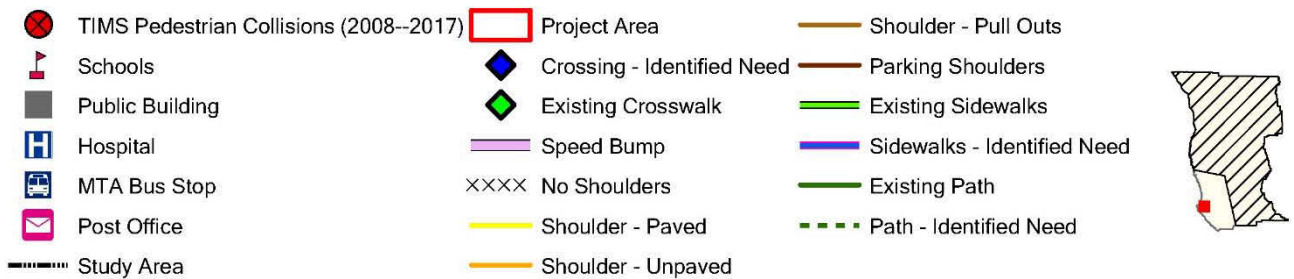 TIMS Pedestrian Collisions (2008--2017)
Schools
Public Building
Hospital
MTA Bus Stop
Post Office
Study Area
Project Area
Crossing - Identified Need
Existing Crosswalk
Speed Bump
No Shoulders
Shoulder - Paved
Shoulder - Unpaved
Shoulder - Pull Outs
Parking Shoulders
Existing Sidewalks
Sidewalks - Identified Need
Existing Path
Path - Identified Need